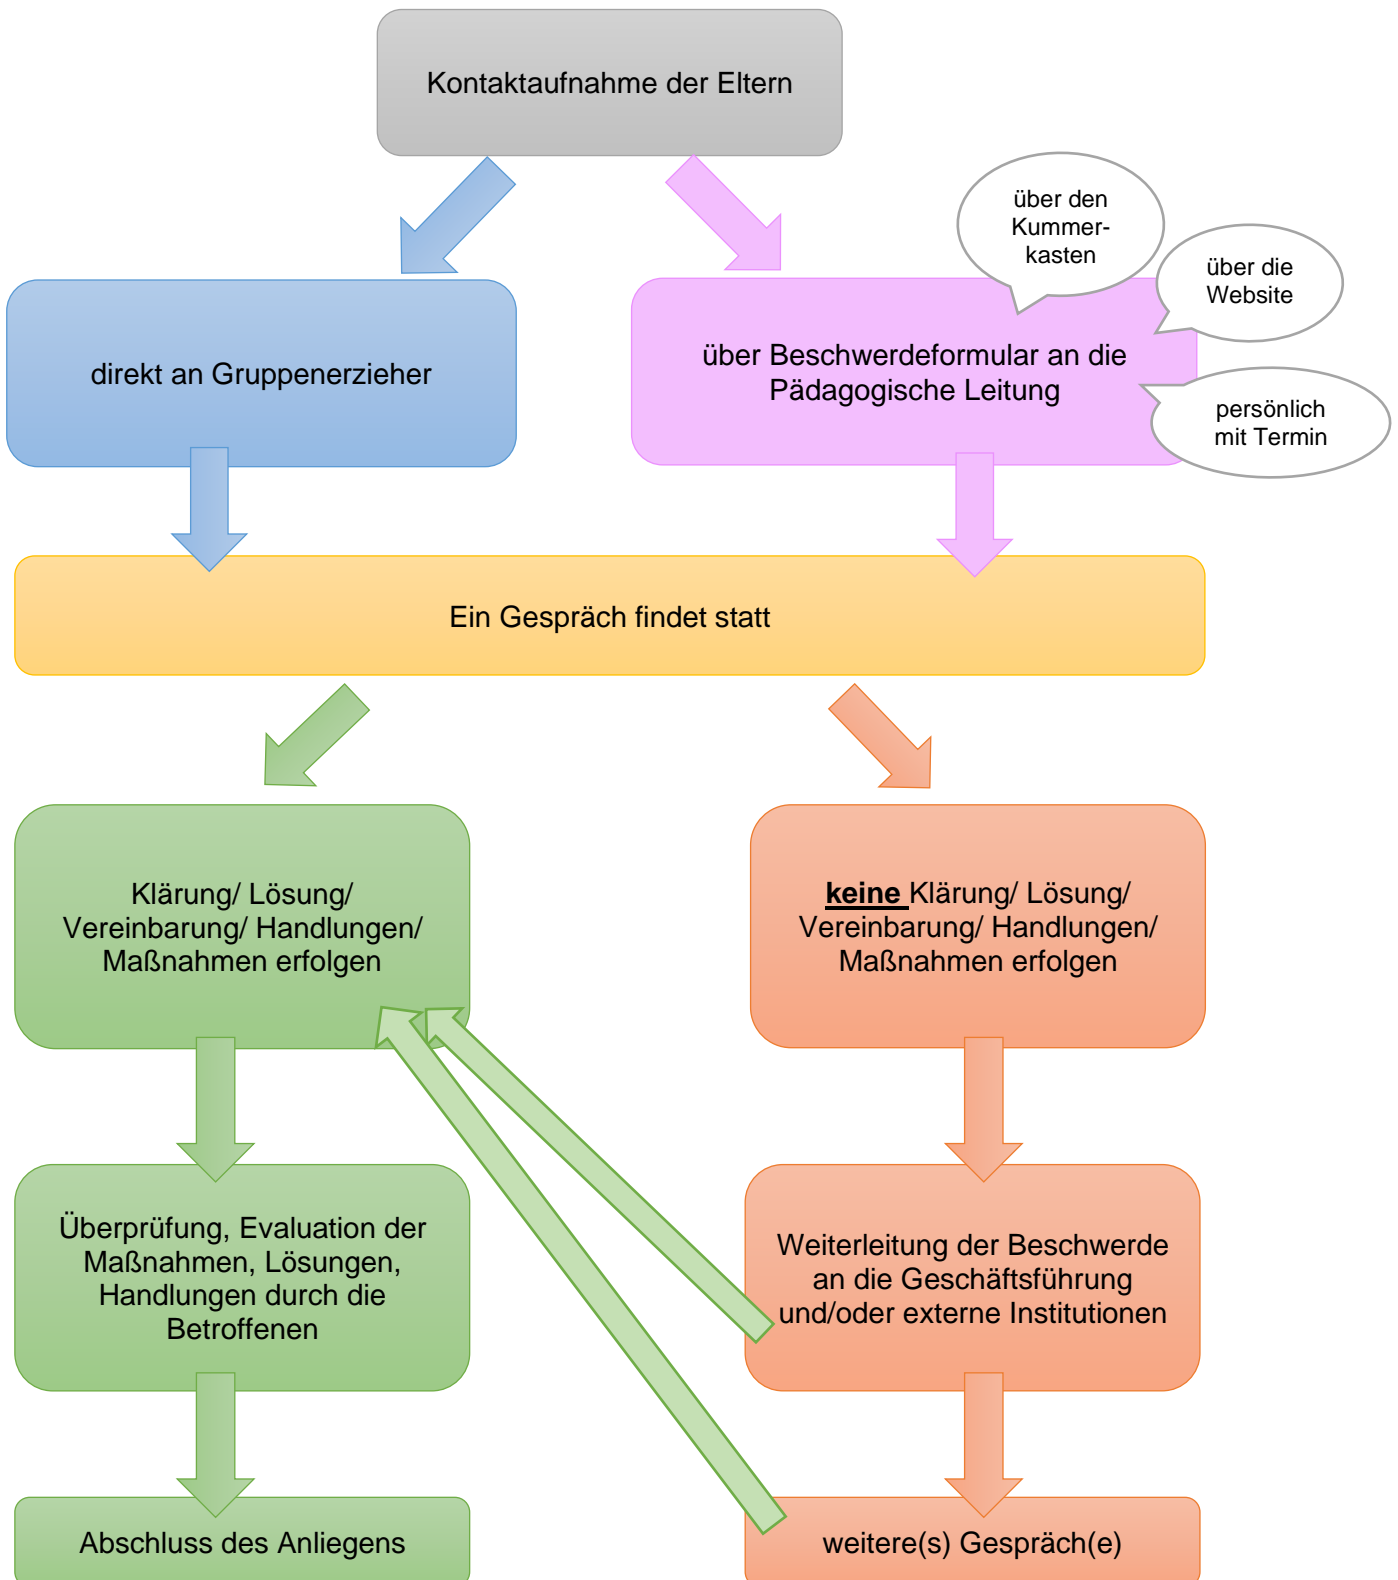 Kontaktaufnahme der Eltern
über den
Kummer-
kasten
über die
Website
direkt an Gruppenerzieher
über Beschwerdeformular an die
Pädagogische Leitung
persönlich
mit Termin
Ein Gespräch findet statt
Klärung/ Lösung/
Vereinbarung/ Handlungen/
Maßnahmen erfolgen
keine Klärung/ Lösung/
Vereinbarung/ Handlungen/
Maßnahmen erfolgen
Überprüfung, Evaluation der
Maßnahmen, Lösungen,
Handlungen durch die
Betroffenen
Weiterleitung der Beschwerde
an die Geschäftsführung
und/oder externe Institutionen
Abschluss des Anliegens
weitere(s) Gespräch(e)